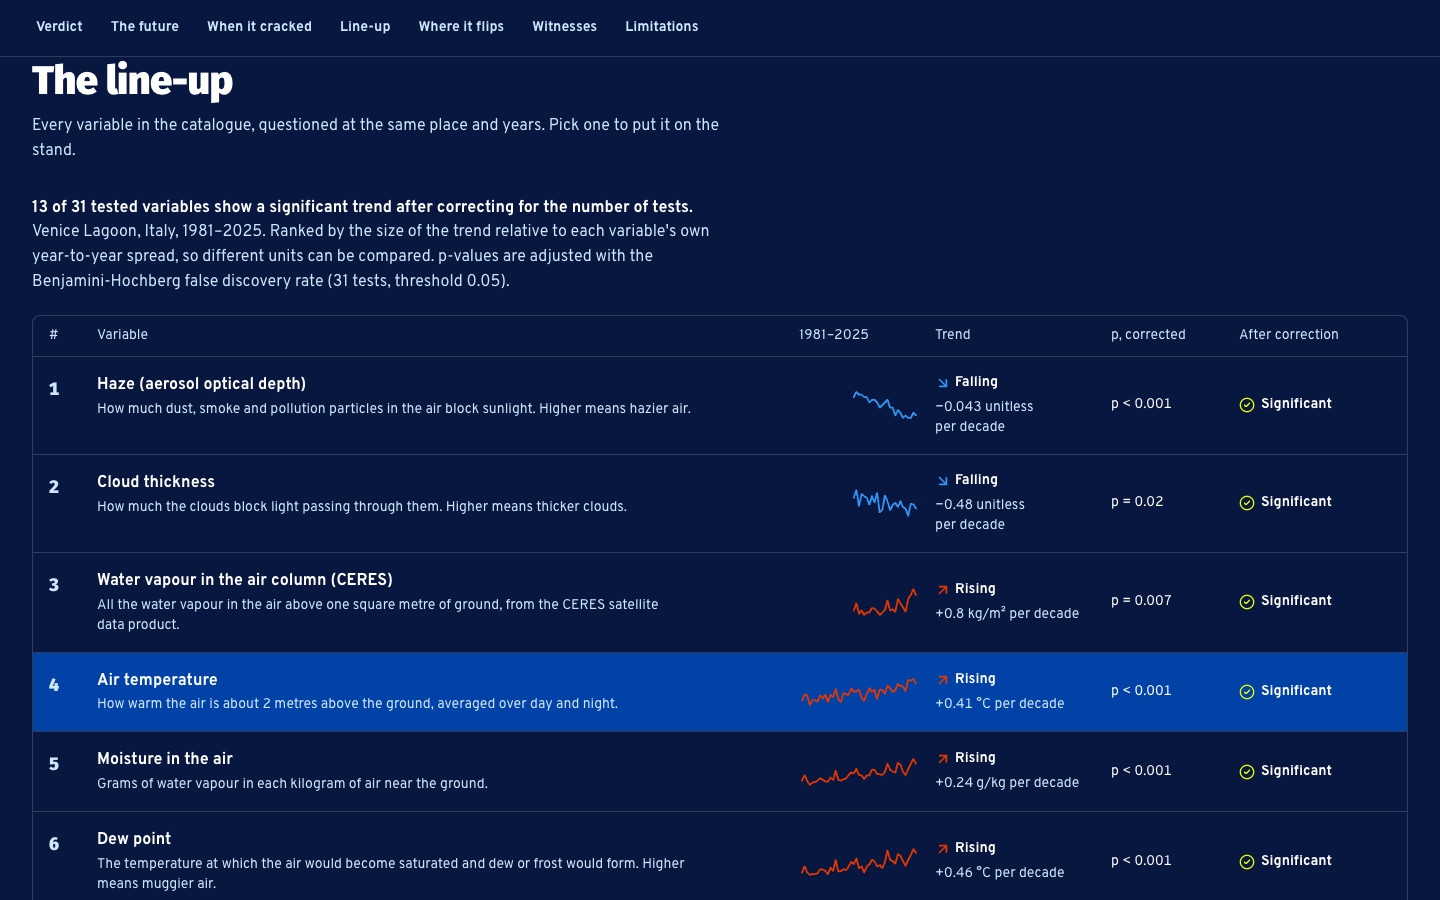 Verdict The future When it cracked Line-up Where it flips Witnesses Limitations
The line-up
Every variable in the catalogue, questioned at the same place and years. Pick one to put it on the
stand.
13 of 31 tested variables show a significant trend after correcting for the number of tests.
Venice Lagoon, Italy, 1981–2025. Ranked by the size of the trend relative to each variable's own
year-to-year spread, so different units can be compared. p-values are adjusted with the
Benjamini-Hochberg false discovery rate (31 tests, threshold 0.05).
# Variable 1981–2025 Trend p, corrected After correction
1 Haze (aerosol optical depth) Falling
How much dust, smoke and pollution particles in the air block sunlight. Higher means hazier air. −0.043 unitless p < 0.001 Significant
per decade
2 Cloud thickness Falling
How much the clouds block light passing through them. Higher means thicker clouds. −0.48 unitless p = 0.02 Significant
per decade
3 Water vapour in the air column (CERES) Rising
All the water vapour in the air above one square metre of ground, from the CERES satellite +0.8 kg/m² per decade p = 0.007 Significant
data product.
4 Air temperature Rising
How warm the air is about 2 metres above the ground, averaged over day and night. +0.41 °C per decade p < 0.001 Significant
5 Moisture in the air Rising
Grams of water vapour in each kilogram of air near the ground. +0.24 g/kg per decade p < 0.001 Significant
6 Dew point Rising
The temperature at which the air would become saturated and dew or frost would form. Higher +0.46 °C per decade p < 0.001 Significant
means muggier air.